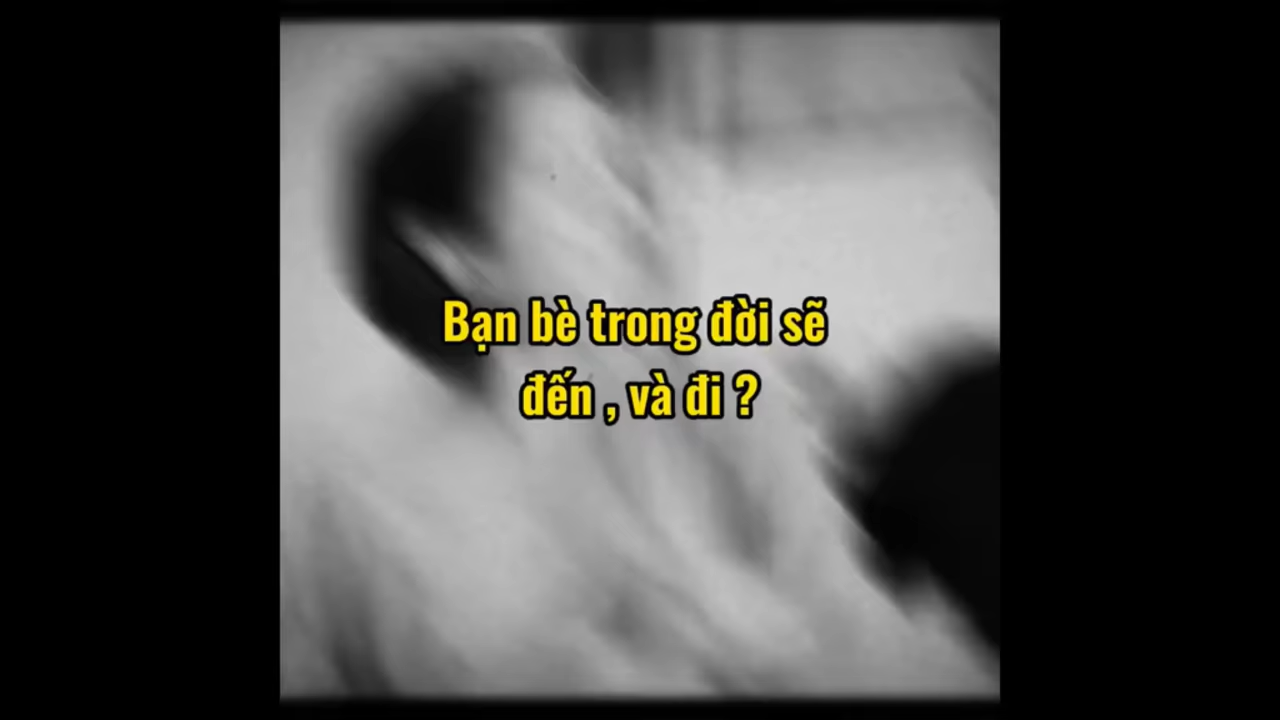 Bạn bè trong đời sẽ
đến , và đi ?